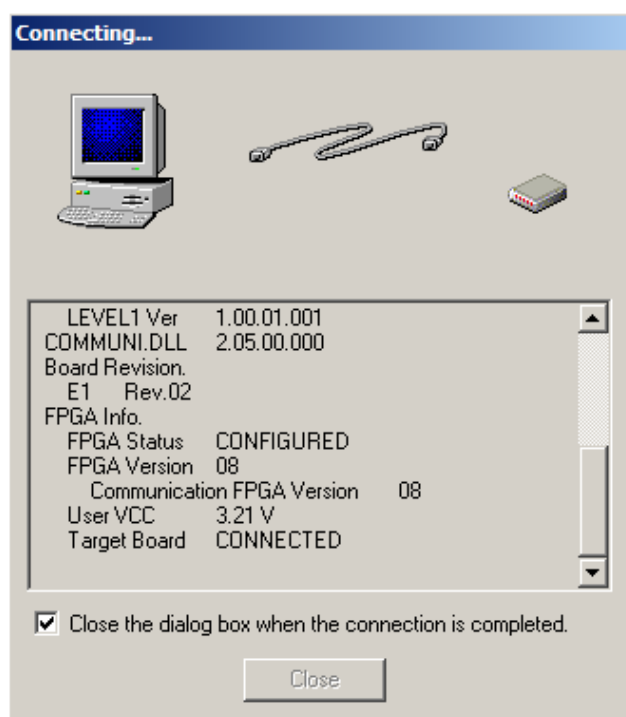 Connecting...
LEVEL1 Ver 1.00.01.001
COMMUNI.DLL 2.05.00.000
Board Revision.
E1 Rev.02
FPGA Info.
FPGA Status CONFIGURED
FPGA Version 08
Communication FPGA Version 08
User VCC 3.21 V
Target Board CONNECTED
Close the dialog box when the connection is completed.
Close